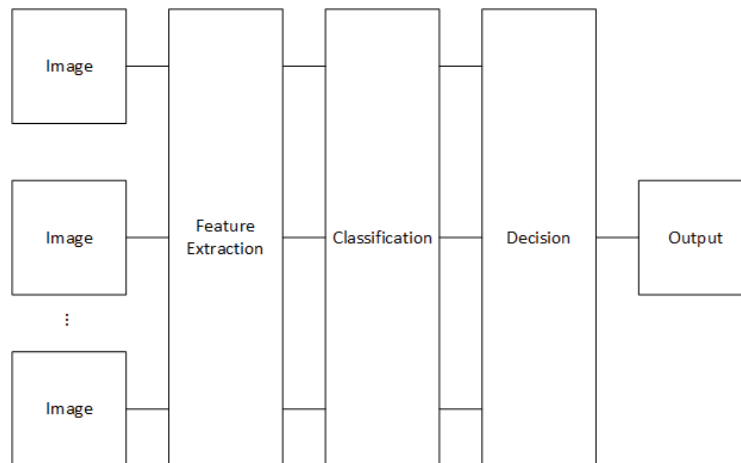 Image
Image
⋮
Image
Feature
Extraction
Classification
Decision
Output